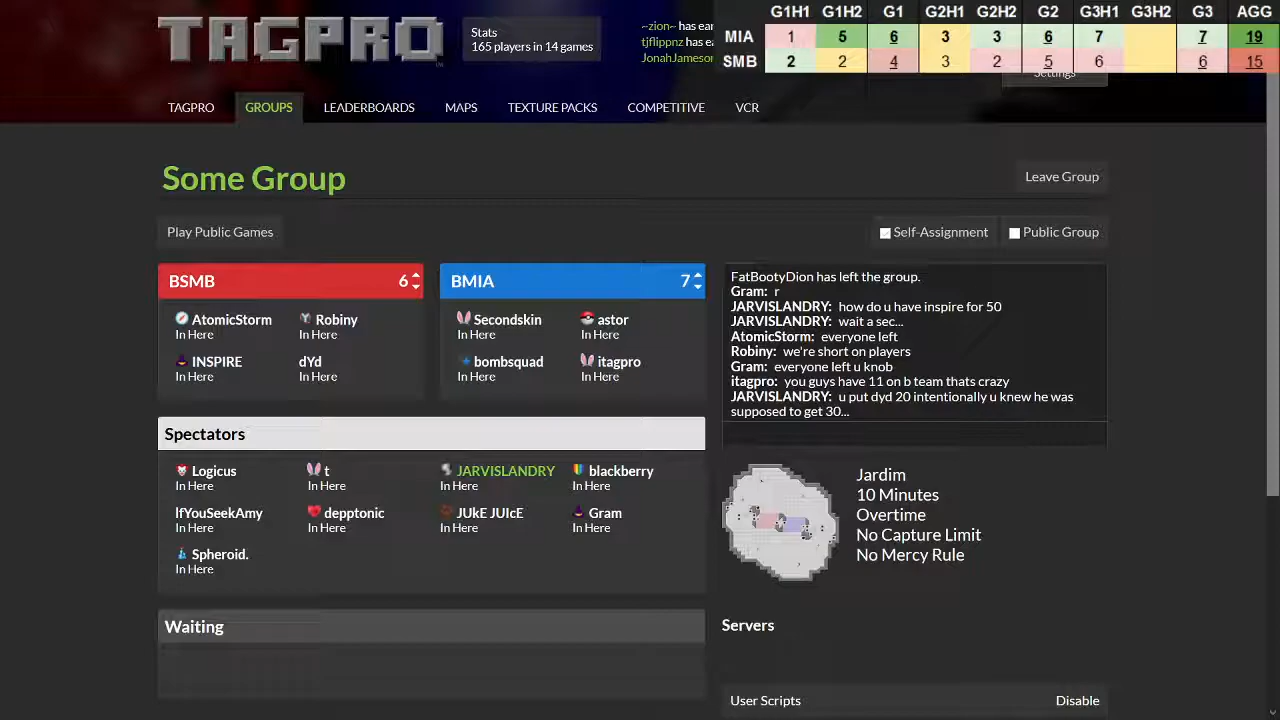 TAGPRO
Stats
165 players in 14 games
~zion~ has ear
tjflippnz has ea
JonahJameson
G1H1 G1H2 G1 G2H1 G2H2 G2 G3H1 G3H2 G3 AGG
MIA 1 5 6 3 3 6 7 7 19
SMB 2 2 4 3 2 5 6 6 15
Settings
TAGPRO GROUPS LEADERBOARDS MAPS TEXTURE PACKS COMPETITIVE VCR
Some Group
Leave Group
Play Public Games
Self-Assignment
Public Group
BSMB 6
AtomicStorm
In Here
Robiny
In Here
INSPIRE
In Here
dYd
In Here
BMIA 7
Secondskin
In Here
astor
In Here
bombsquad
In Here
itagpro
In Here
FatBootyDion has left the group.
Gram: r
JARVISLANDRY: how do u have inspire for 50
JARVISLANDRY: wait a sec...
AtomicStorm: everyone left
Robiny: we're short on players
Gram: everyone left u knob
itagpro: you guys have 11 on b team thats crazy
JARVISLANDRY: u put dyd 20 intentionally u knew he was
supposed to get 30...
Spectators
Logicus
In Here
t
In Here
JARVISLANDRY
In Here
blackberry
In Here
IfYouSeekAmy
In Here
depptonic
In Here
JUkE JUIcE
In Here
Gram
In Here
Spheroid.
In Here
Jardim
10 Minutes
Overtime
No Capture Limit
No Mercy Rule
Waiting
Servers
User Scripts
Disable